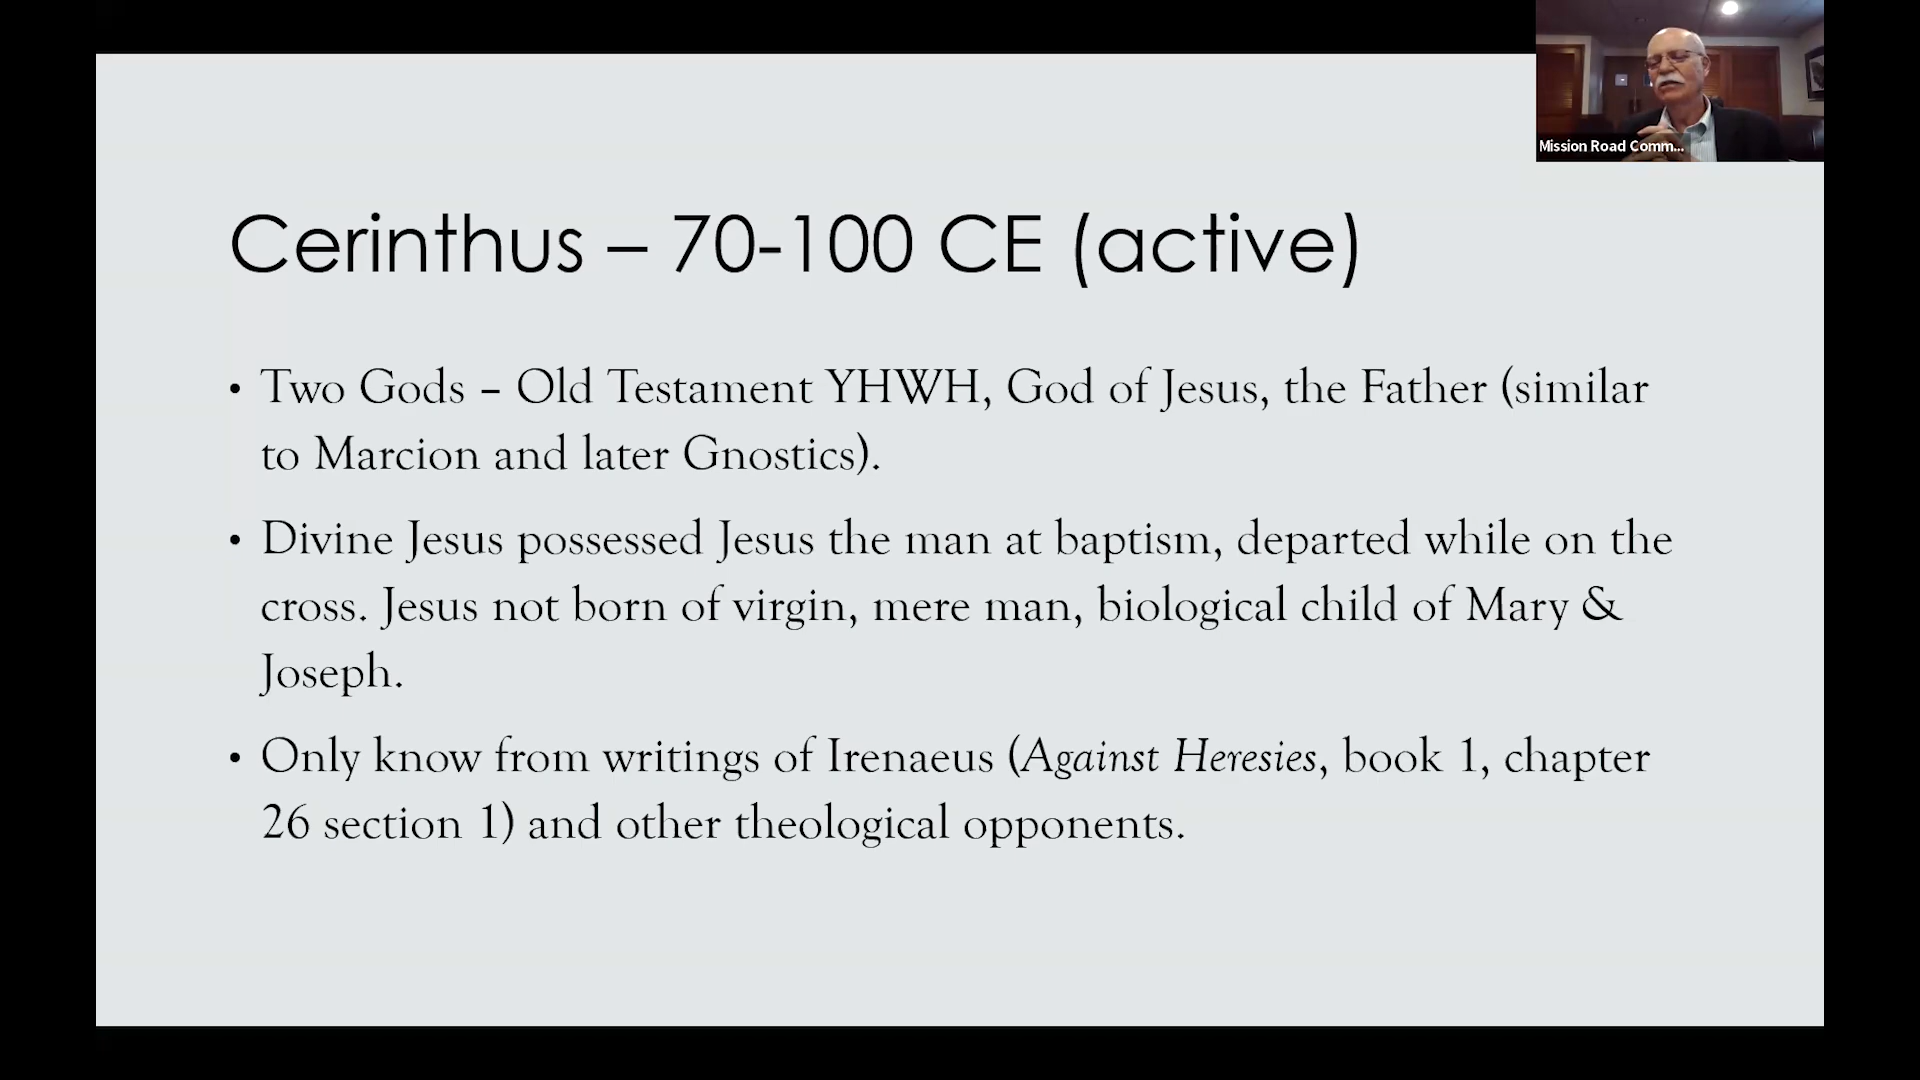 Mission Road Comm...
Cerinthus – 70-100 CE (active)
• Two Gods – Old Testament YHWH, God of Jesus, the Father (similar
to Marcion and later Gnostics).
• Divine Jesus possessed Jesus the man at baptism, departed while on the
cross. Jesus not born of virgin, mere man, biological child of Mary &
Joseph.
• Only know from writings of Irenaeus (Against Heresies, book 1, chapter
26 section 1) and other theological opponents.